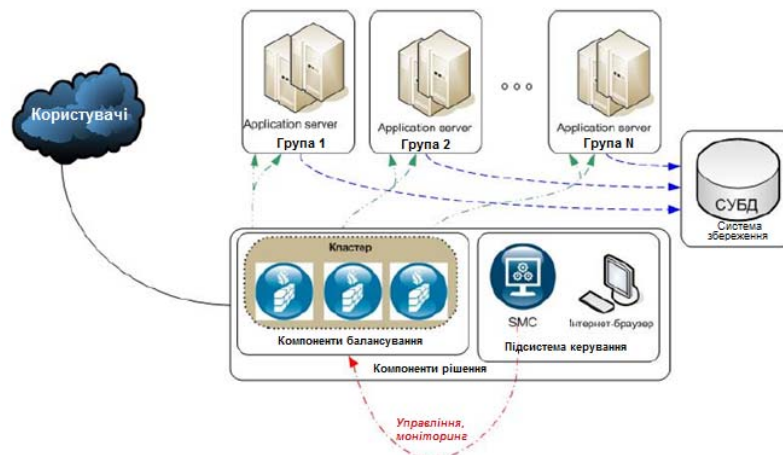 Користувачі
Application server
Група 1
Application server
Група 2
Application server
Група N
СУБД
Система
збереження
Кластер
Компоненти балансування
SMC
Інтернет-браузер
Підсистема керування
Компоненти рішення
Управління,
моніторинг